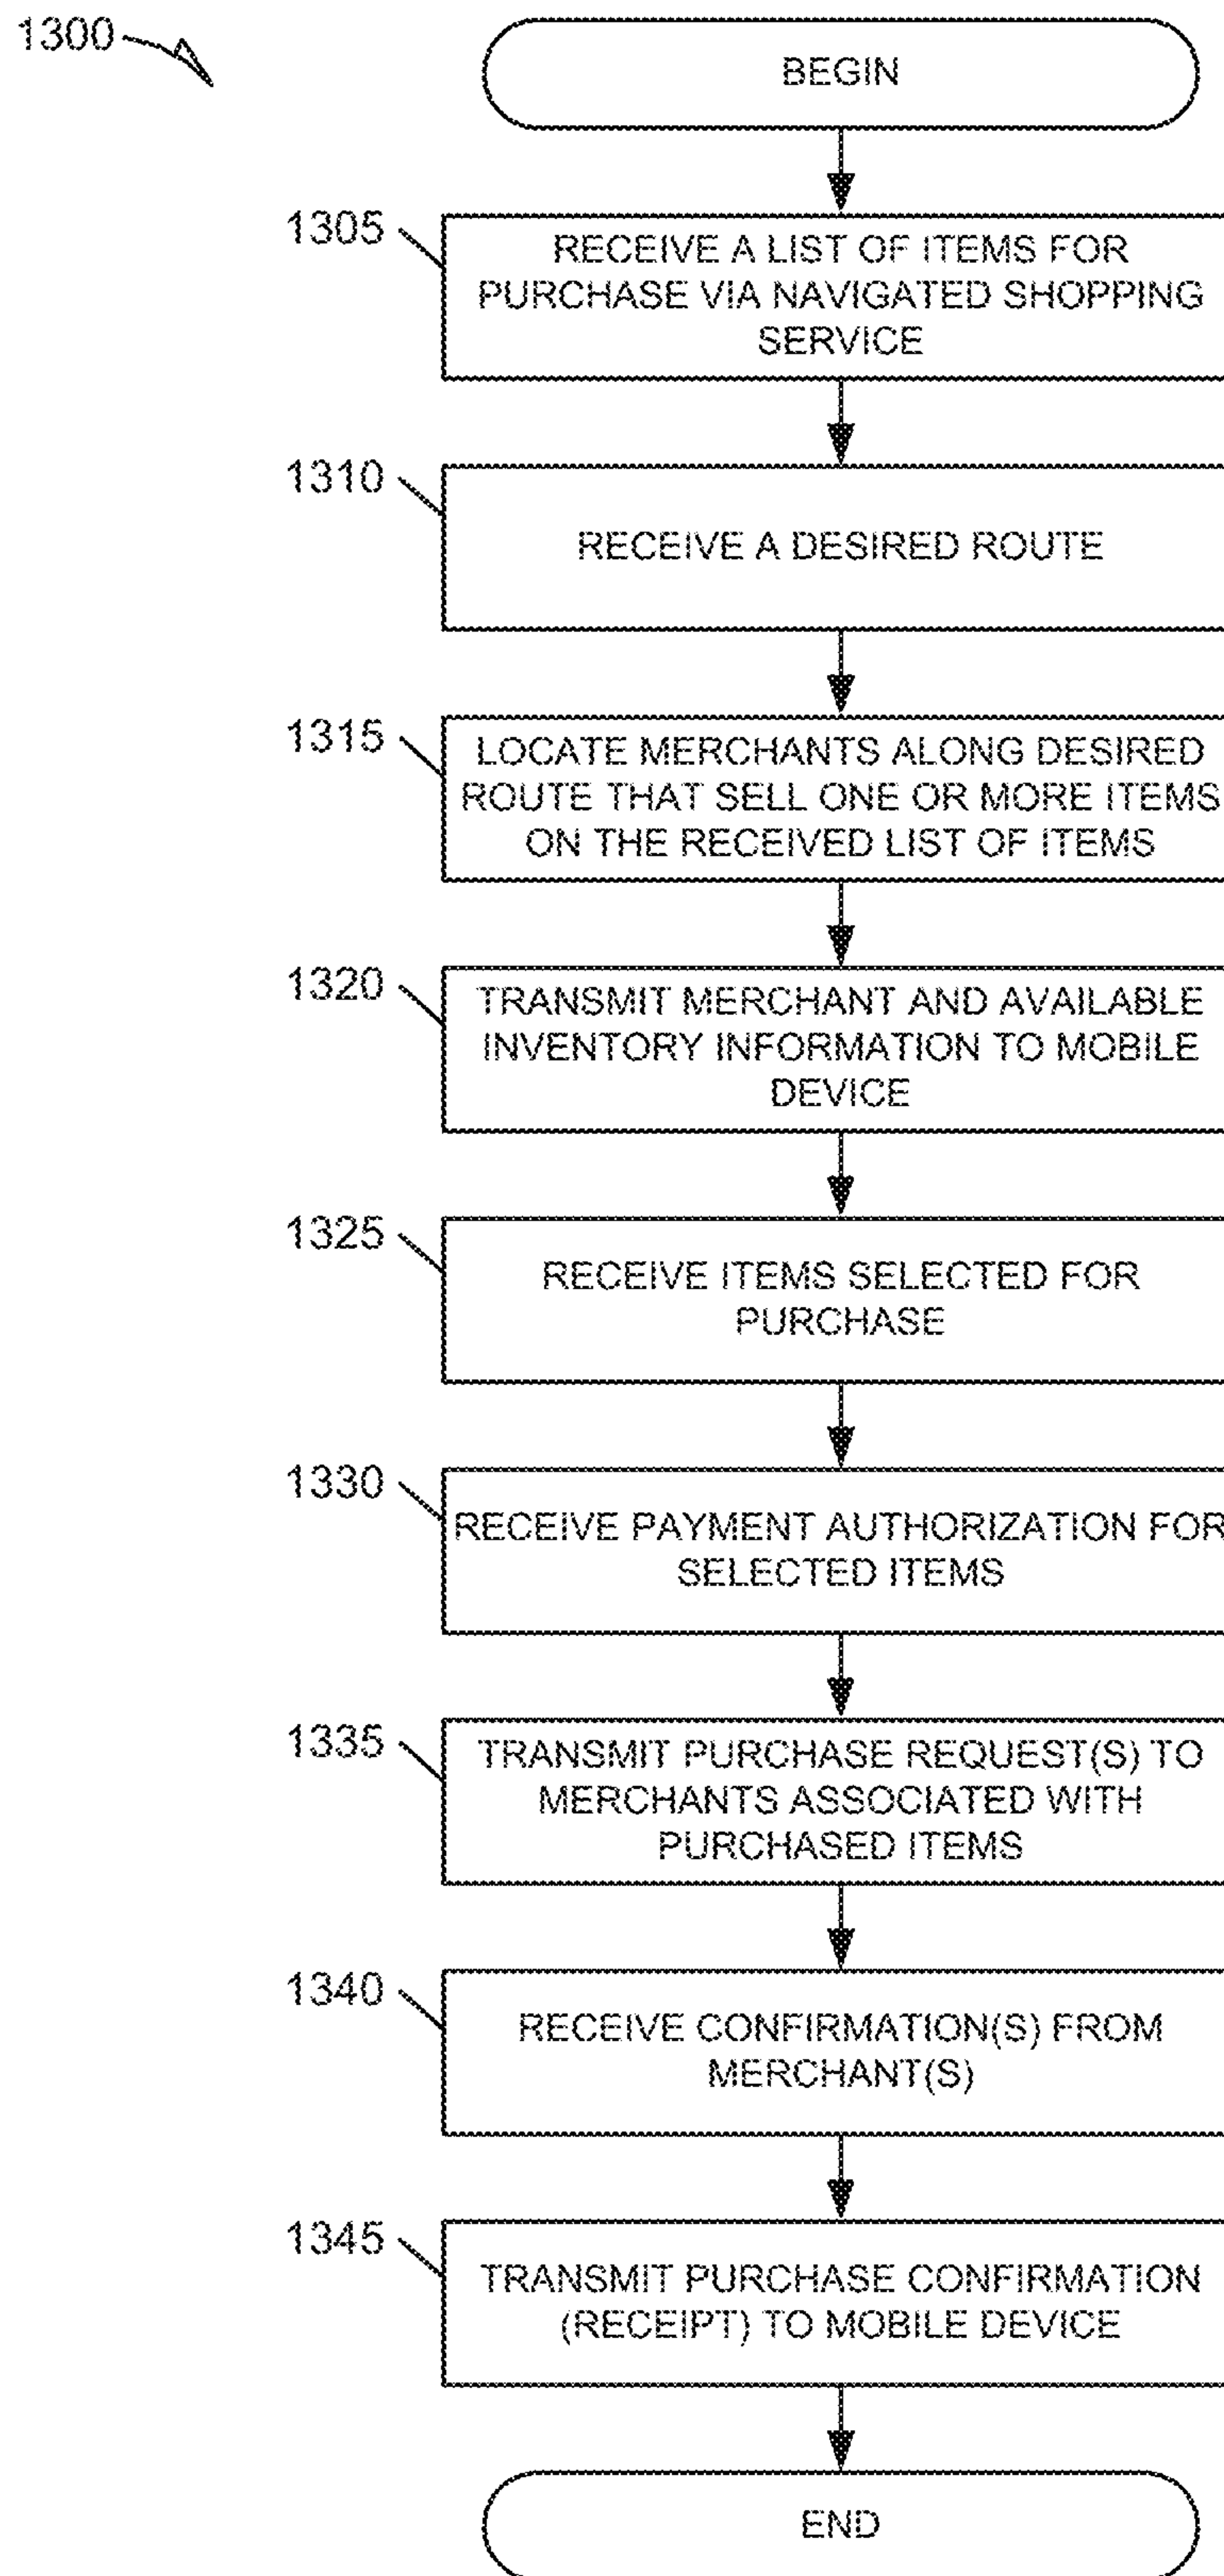 1300
BEGIN
1305
RECEIVE A LIST OF ITEMS FOR
PURCHASE VIA NAVIGATED SHOPPING
SERVICE
1310
RECEIVE A DESIRED ROUTE
1315
LOCATE MERCHANTS ALONG DESIRED
ROUTE THAT SELL ONE OR MORE ITEMS
ON THE RECEIVED LIST OF ITEMS
1320
TRANSMIT MERCHANT AND AVAILABLE
INVENTORY INFORMATION TO MOBILE
DEVICE
1325
RECEIVE ITEMS SELECTED FOR
PURCHASE
1330
RECEIVE PAYMENT AUTHORIZATION FOR
SELECTED ITEMS
1335
TRANSMIT PURCHASE REQUEST(S) TO
MERCHANTS ASSOCIATED WITH
PURCHASED ITEMS
1340
RECEIVE CONFIRMATION(S) FROM
MERCHANT(S)
1345
TRANSMIT PURCHASE CONFIRMATION
(RECEIPT) TO MOBILE DEVICE
END